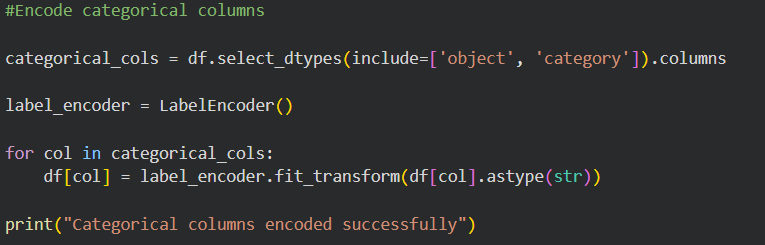 #Encode categorical columns
categorical_cols = df.select_dtypes(include=['object', 'category']).columns
label_encoder = LabelEncoder()
for col in categorical_cols:
    df[col] = label_encoder.fit_transform(df[col].astype(str))
print("Categorical columns encoded successfully")